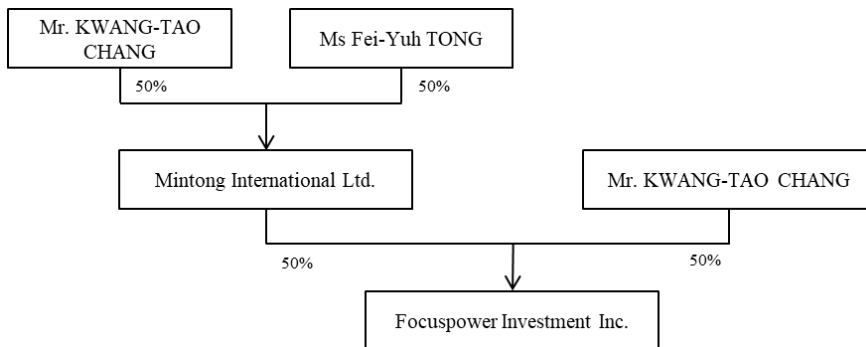 Mr. KWANG-TAO
CHANG
Ms Fei-Yuh TONG
50%
50%
Mintong International Ltd.
Mr. KWANG-TAO CHANG
50%
50%
Focuspower Investment Inc.